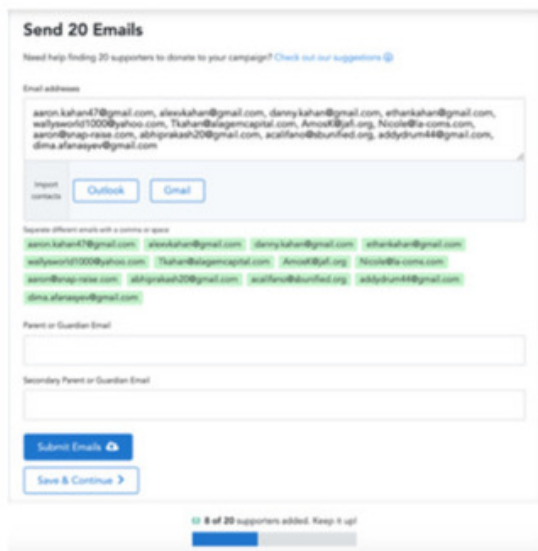 Send 20 Emails
Need help finding 20 supporters to donate to your campaign? Check out our suggestions
Email addresses
aaron.kahan47@gmail.com, alexvkahan@gmail.com, danny.kahan@gmail.com, ethankahan@gmail.com,
wallysworld1000@yahoo.com, Tkahan@alagemcapital.com, AmosK@jafi.org, Nicole@la-coms.com,
aaron@snap-raise.com, abhiprakash20@gmail.com, acalifano@sbunified.org, addydrum44@gmail.com,
dima.afanasyev@gmail.com
Import
contacts
Outlook
Gmail
Separate different emails with a comma or space
aaron.kahan47@gmail.com alexvkahan@gmail.com danny.kahan@gmail.com ethankahan@gmail.com
wallysworld1000@yahoo.com Tkahan@alagemcapital.com AmosK@jafi.org Nicole@la-coms.com
aaron@snap-raise.com abhiprakash20@gmail.com acalifano@sbunified.org addydrum44@gmail.com
dima.afanasyev@gmail.com
Parent or Guardian Email
Secondary Parent or Guardian Email
Submit Emails
Save & Continue
8 of 20 supporters added. Keep it up!